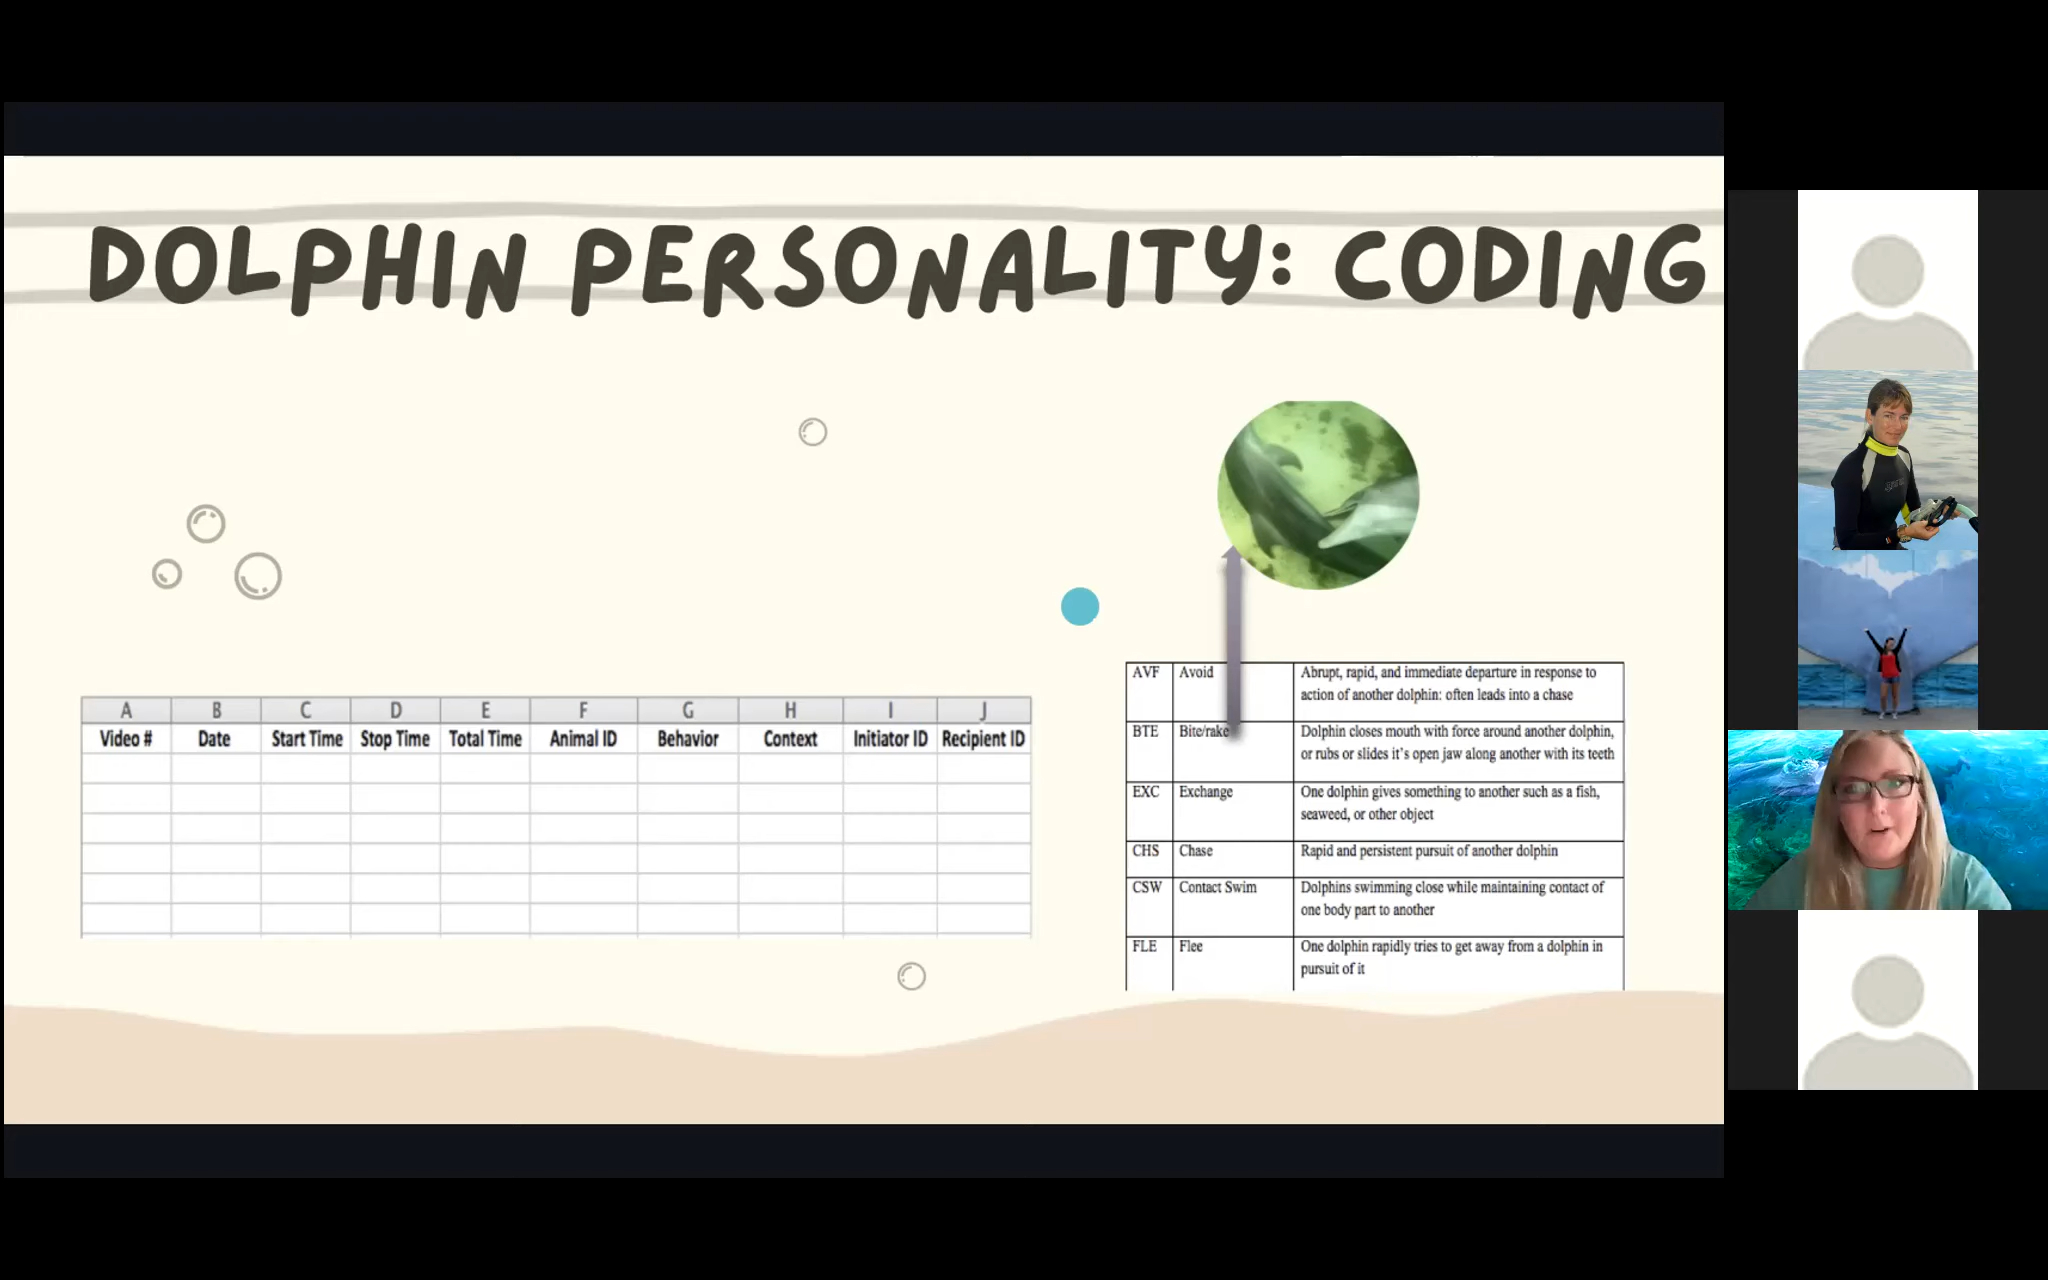 DOLPHIN PERSONALITY: CODING
A B C D E F G H I J
Video # Date Start Time Stop Time Total Time Animal ID Behavior Context Initiator ID Recipient ID
AVF Avoid Abrupt, rapid, and immediate departure in response to
action of another dolphin: often leads into a chase
BTE Bite/rake Dolphin closes mouth with force around another dolphin,
or rubs or slides it's open jaw along another with its teeth
EXC Exchange One dolphin gives something to another such as a fish,
seaweed, or other object
CHS Chase Rapid and persistent pursuit of another dolphin
CSW Contact Swim Dolphins swimming close while maintaining contact of
one body part to another
FLE Flee One dolphin rapidly tries to get away from a dolphin in
pursuit of it